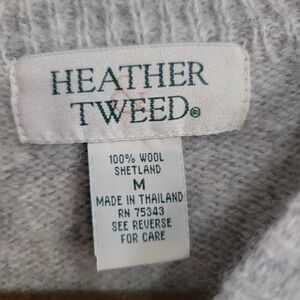 HEATHER
&
TWEED®
100% WOOL
SHETLAND
M
MADE IN THAILAND
RN 75343
SEE REVERSE
FOR CARE